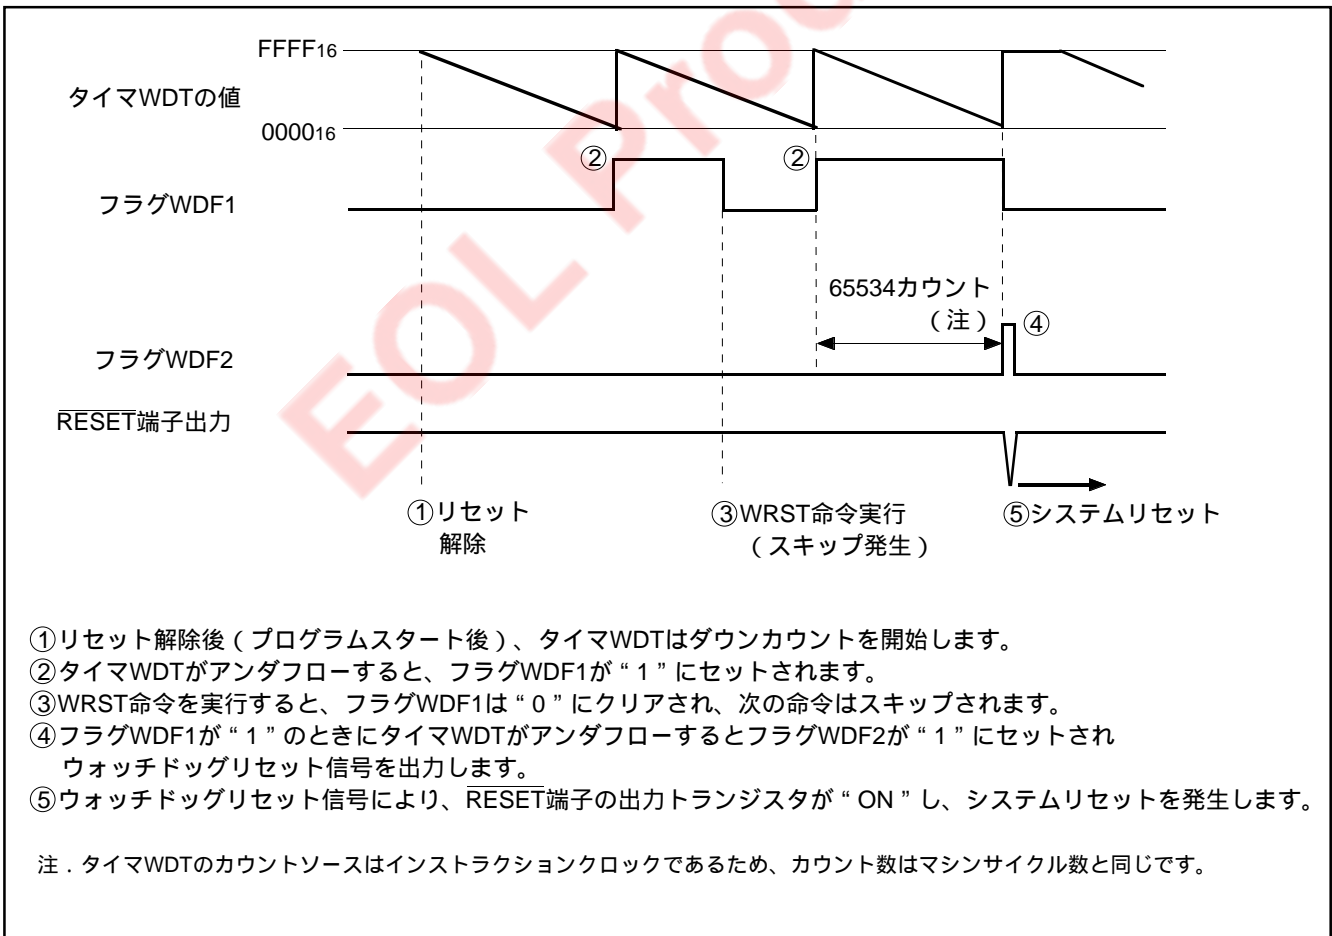 EOL Prod
FFFF16
タイマWDTの値
000016
② ②
フラグWDF1
65534カウント
（注） ④
フラグWDF2
RESET端子出力
①リセット
解除
③WRST命令実行
（スキップ発生）
⑤システムリセット
①リセット解除後（プログラムスタート後）、タイマWDTはダウンカウントを開始します。
②タイマWDTがアンダフローすると、フラグWDF1が“1”にセットされます。
③WRST命令を実行すると、フラグWDF1は“0”にクリアされ、次の命令はスキップされます。
④フラグWDF1が“1”のときにタイマWDTがアンダフローするとフラグWDF2が“1”にセットされ
ウォッチドッグリセット信号を出力します。
⑤ウォッチドッグリセット信号により、RESET端子の出力トランジスタが“ON”し、システムリセットを発生します。
注．タイマWDTのカウントソースはインストラクションクロックであるため、カウント数はマシンサイクル数と同じです。